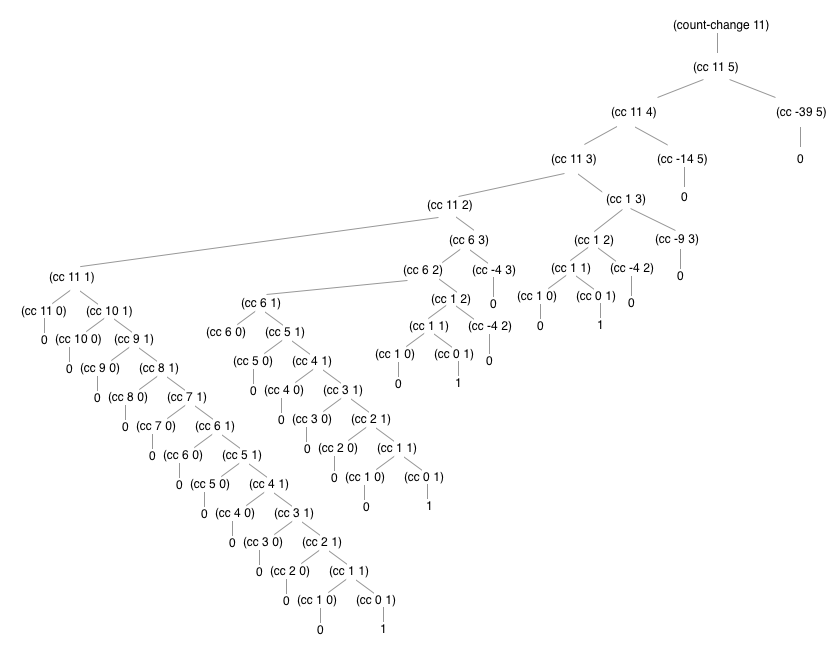 (count-change 11)
(cc 11 5)
(cc 11 4) (cc -39 5)
(cc 11 3) (cc -14 5) 0
0
(cc 11 2) (cc 1 3)
(cc 6 3) (cc 1 2) (cc -9 3)
(cc 11 1) (cc 6 2) (cc -4 3) (cc 1 1) (cc -4 2) 0
(cc 6 1) (cc 1 2) 0 (cc 1 0) (cc 0 1) 0
(cc 11 0) (cc 10 1)
(cc 6 0) (cc 5 1) (cc 1 1) (cc -4 2) 0 1
0 (cc 10 0) (cc 9 1)
(cc 5 0) (cc 4 1) (cc 1 0) (cc 0 1) 0
0 (cc 9 0) (cc 8 1)
0 (cc 4 0) (cc 3 1) 0 1
0 (cc 8 0) (cc 7 1)
0 (cc 3 0) (cc 2 1)
0 (cc 7 0) (cc 6 1)
0 (cc 2 0) (cc 1 1)
0 (cc 6 0) (cc 5 1)
0 (cc 1 0) (cc 0 1)
0 (cc 5 0) (cc 4 1)
0 1
0 (cc 4 0) (cc 3 1)
0 (cc 3 0) (cc 2 1)
0 (cc 2 0) (cc 1 1)
0 (cc 1 0) (cc 0 1)
0 1